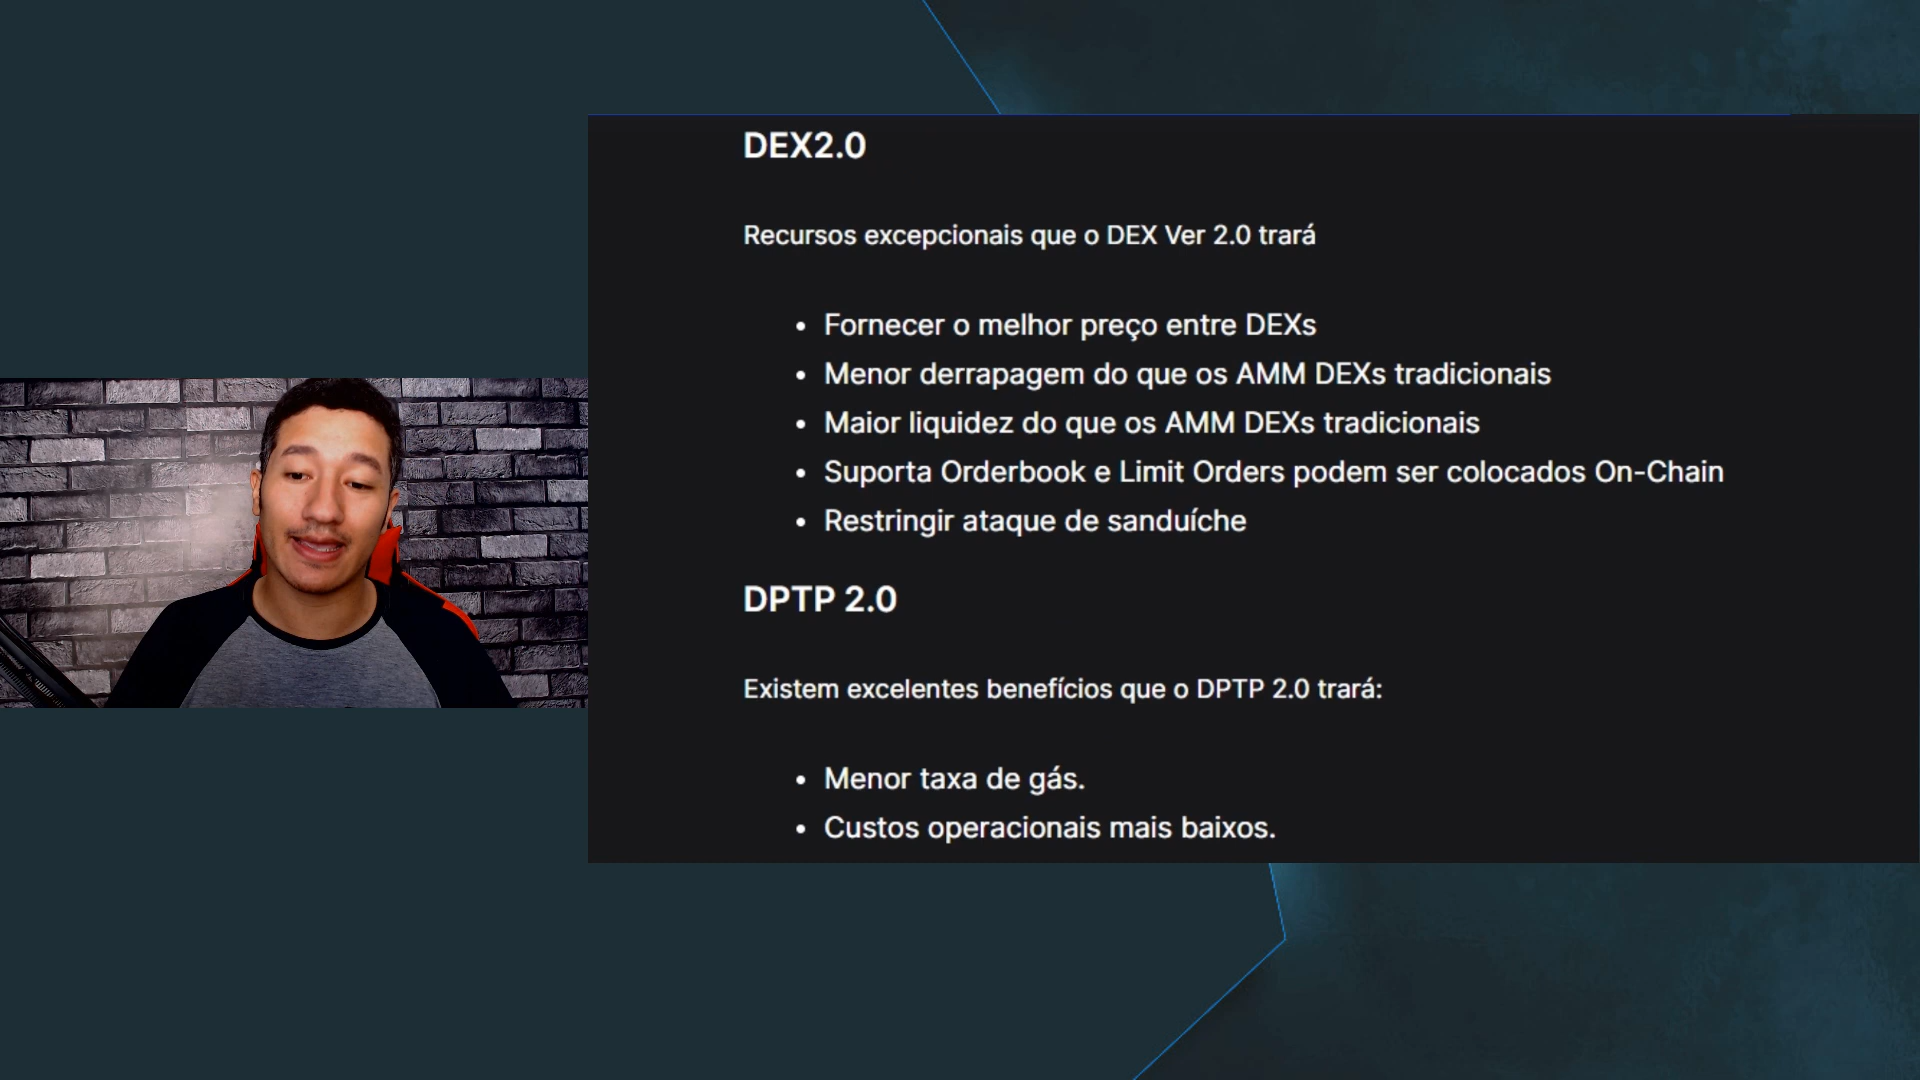 DEX2.0
Recursos excepcionais que o DEX Ver 2.0 trará
• Fornecer o melhor preço entre DEXs
• Menor derrapagem do que os AMM DEXs tradicionais
• Maior liquidez do que os AMM DEXs tradicionais
• Suporta Orderbook e Limit Orders podem ser colocados On-Chain
• Restringir ataque de sanduíche
DPTP 2.0
Existem excelentes benefícios que o DPTP 2.0 trará:
• Menor taxa de gás.
• Custos operacionais mais baixos.